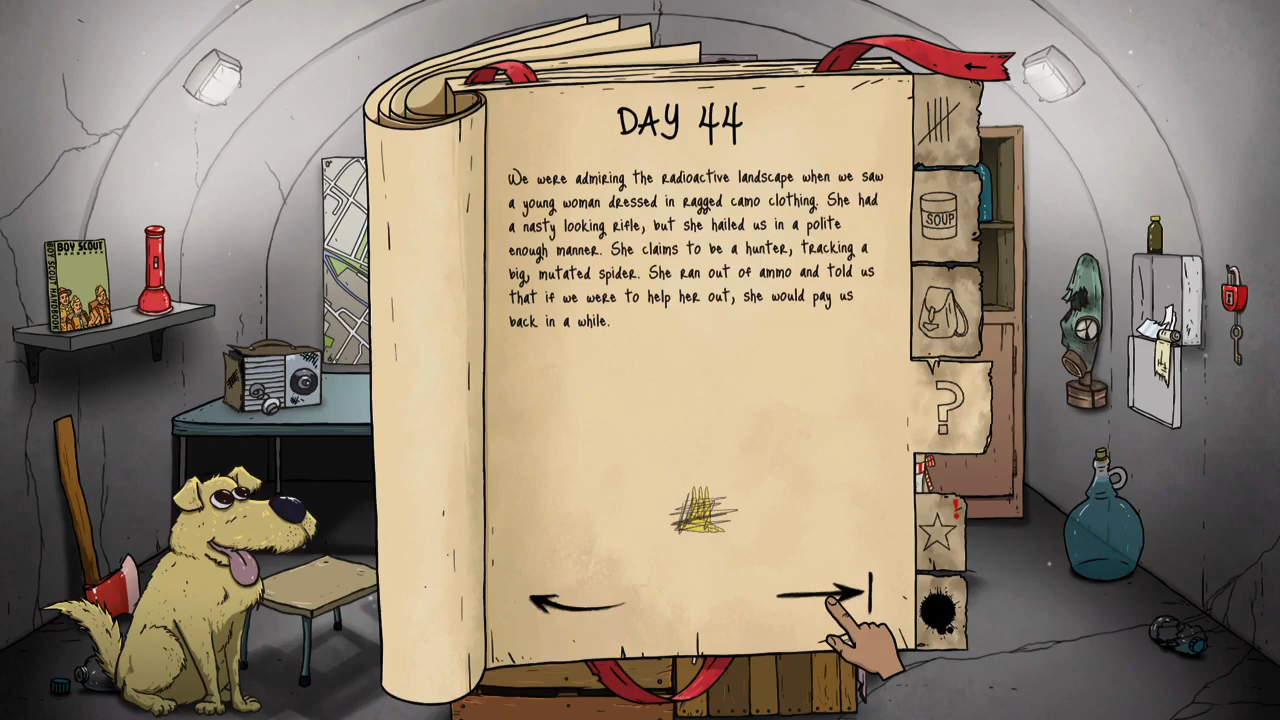 DAY 44
We were admiring the radioactive landscape when we saw
a young woman dressed in ragged camo clothing. She had
a nasty looking rifle, but she hailed us in a polite
enough manner. She claims to be a hunter, tracking a
big, mutated spider. She ran out of ammo and told us
that if we were to help her out, she would pay us
back in a while.
SOUP
?
!
BOY SCOUT
BOY SCOUT HANDBOOK